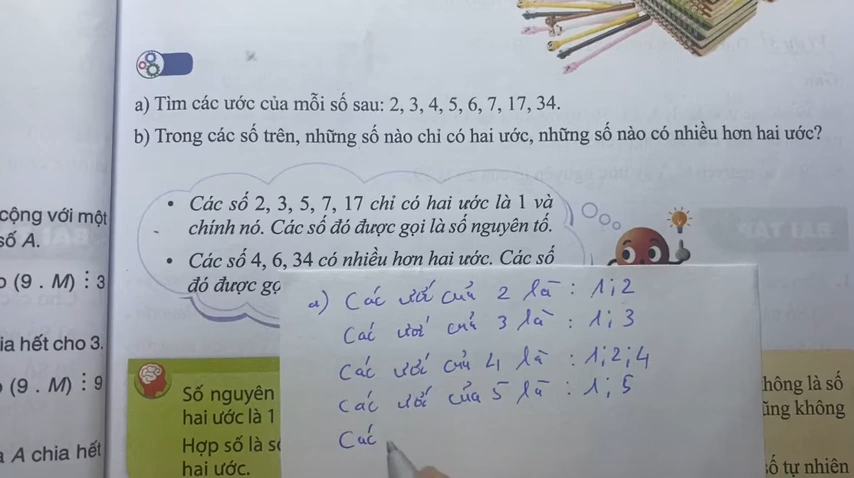 a) Tìm các ước của mỗi số sau: 2, 3, 4, 5, 6, 7, 17, 34.
b) Trong các số trên, những số nào chỉ có hai ước, những số nào có nhiều hơn hai ước?
• Các số 2, 3, 5, 7, 17 chỉ có hai ước là 1 và
chính nó. Các số đó được gọi là số nguyên tố.
• Các số 4, 6, 34 có nhiều hơn hai ước. Các số
đó được gọ
a) Các ước của 2 là : 1; 2
Các ước của 3 là : 1; 3
Các ước của 4 là : 1; 2; 4
Các ước của 5 là : 1; 5
Các
cộng với một
số A.
(9 . M) ⋮ 3
ia hết cho 3.
(9 . M) ⋮ 9
A chia hết
Số nguyên
hai ước là 1
Hợp số là số
hai ước.
hông là số
ũng không
số tự nhiên